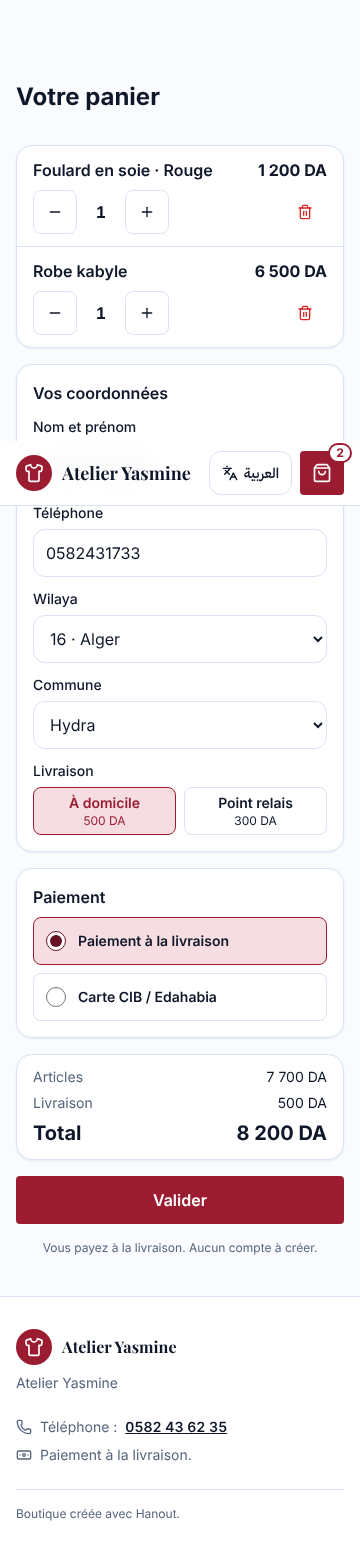 Votre panier
Foulard en soie · Rouge 1 200 DA
1
Robe kabyle 6 500 DA
1
Vos coordonnées
Nom et prénom
Atelier Yasmine العربية 2
Téléphone
0582431733
Wilaya
16 · Alger
Commune
Hydra
Livraison
À domicile Point relais
500 DA 300 DA
Paiement
Paiement à la livraison
Carte CIB / Edahabia
Articles 7 700 DA
Livraison 500 DA
Total 8 200 DA
Valider
Vous payez à la livraison. Aucun compte à créer.
Atelier Yasmine
Atelier Yasmine
Téléphone : 0582 43 62 35
Paiement à la livraison.
Boutique créée avec Hanout.